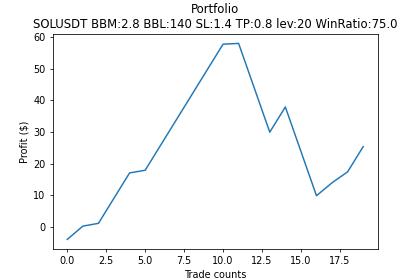 Portfolio
SOLUSDT BBM:2.8 BBL:140 SL:1.4 TP:0.8 lev:20 WinRatio:75.0
60
50
40
30
20
10
0
Profit ($)
0.0 2.5 5.0 7.5 10.0 12.5 15.0 17.5
Trade counts